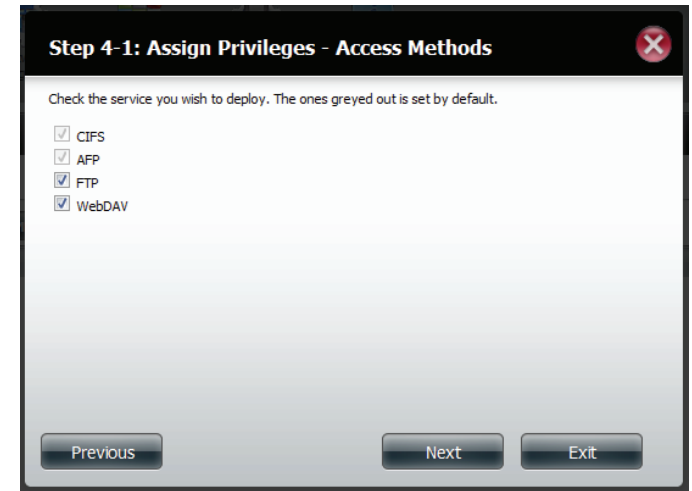 Step 4-1: Assign Privileges - Access Methods
Check the service you wish to deploy. The ones greyed out is set by default.
CIFS
AFP
FTP
WebDAV
Previous
Next
Exit